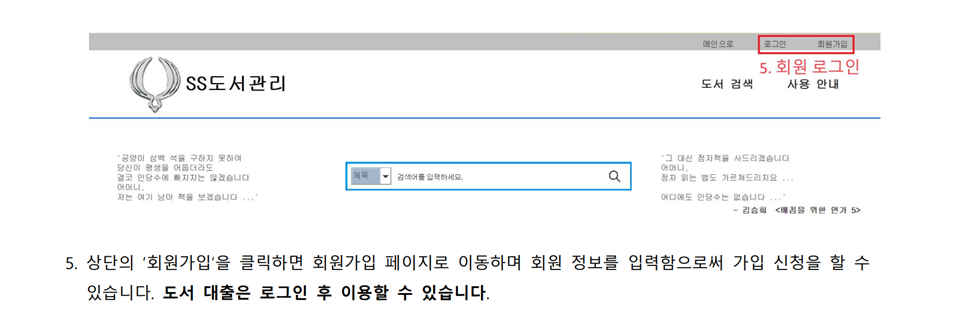 메인으로 로그인 회원가입
5. 회원 로그인
SS도서관리
도서 검색 사용 안내
'공양미 삼백 석을 구하지 못하여
당신이 평생을 어둡더라도
결코 인당수에 빠지지는 않겠습니다
어머니,
저는 여기 남아 책을 보겠습니다 ...'
제목 검색어를 입력하세요.
'그 대신 점자책을 사드리겠습니다
어머니,
점자 읽는 법도 가르쳐드리지요 ...
어디에도 인당수는 없습니다 ...'
- 김승희 <배꼽을 위한 연가 5>
5. 상단의 '회원가입'을 클릭하면 회원가입 페이지로 이동하며 회원 정보를 입력함으로써 가입 신청을 할 수
있습니다. 도서 대출은 로그인 후 이용할 수 있습니다.